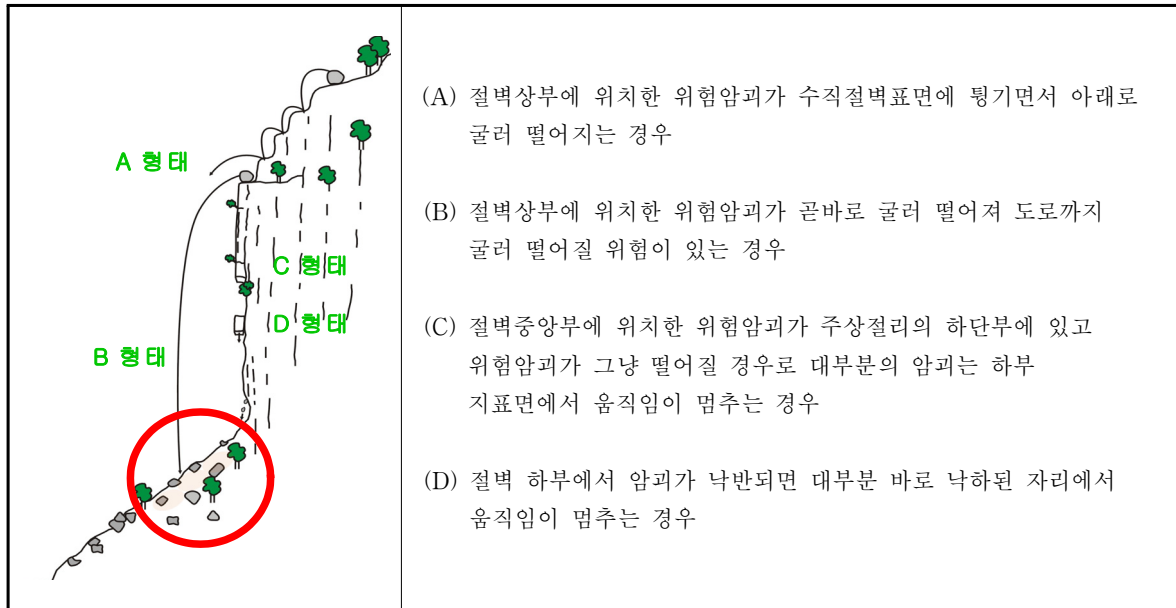 A 형태
C 형태
D 형태
B 형태
(A) 절벽상부에 위치한 위험암괴가 수직절벽표면에 튕기면서 아래로
굴러 떨어지는 경우
(B) 절벽상부에 위치한 위험암괴가 곧바로 굴러 떨어져 도로까지
굴러 떨어질 위험이 있는 경우
(C) 절벽중앙부에 위치한 위험암괴가 주상절리의 하단부에 있고
위험암괴가 그냥 떨어질 경우로 대부분의 암괴는 하부
지표면에서 움직임이 멈추는 경우
(D) 절벽 하부에서 암괴가 낙반되면 대부분 바로 낙하된 자리에서
움직임이 멈추는 경우